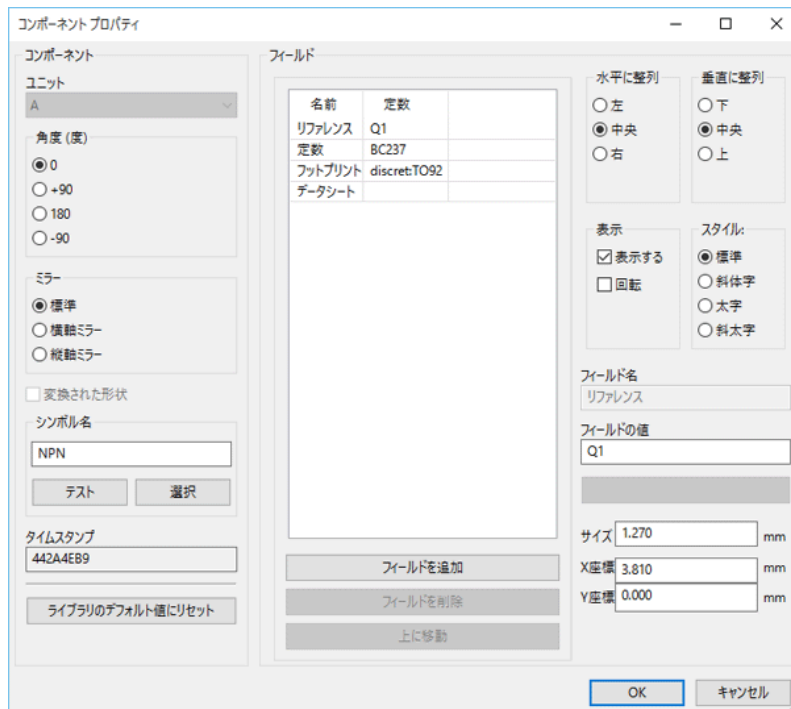 コンポーネント プロパティ
コンポーネント
ユニット
A
角度 (度)
0
+90
180
-90
ミラー
標準
横軸ミラー
縦軸ミラー
変換された形状
シンボル名
NPN
テスト 選択
タイムスタンプ
442A4EB9
ライブラリのデフォルト値にリセット
フィールド
名前 定数
リファレンス Q1
定数 BC237
フットプリント discret:TO92
データシート
フィールドを追加
フィールドを削除
上に移動
水平に整列
左
中央
右
垂直に整列
下
中央
上
表示
表示する
回転
スタイル:
標準
斜体字
太字
斜太字
フィールド名
リファレンス
フィールドの値
Q1
サイズ 1.270 mm
X座標 3.810 mm
Y座標 0.000 mm
OK キャンセル